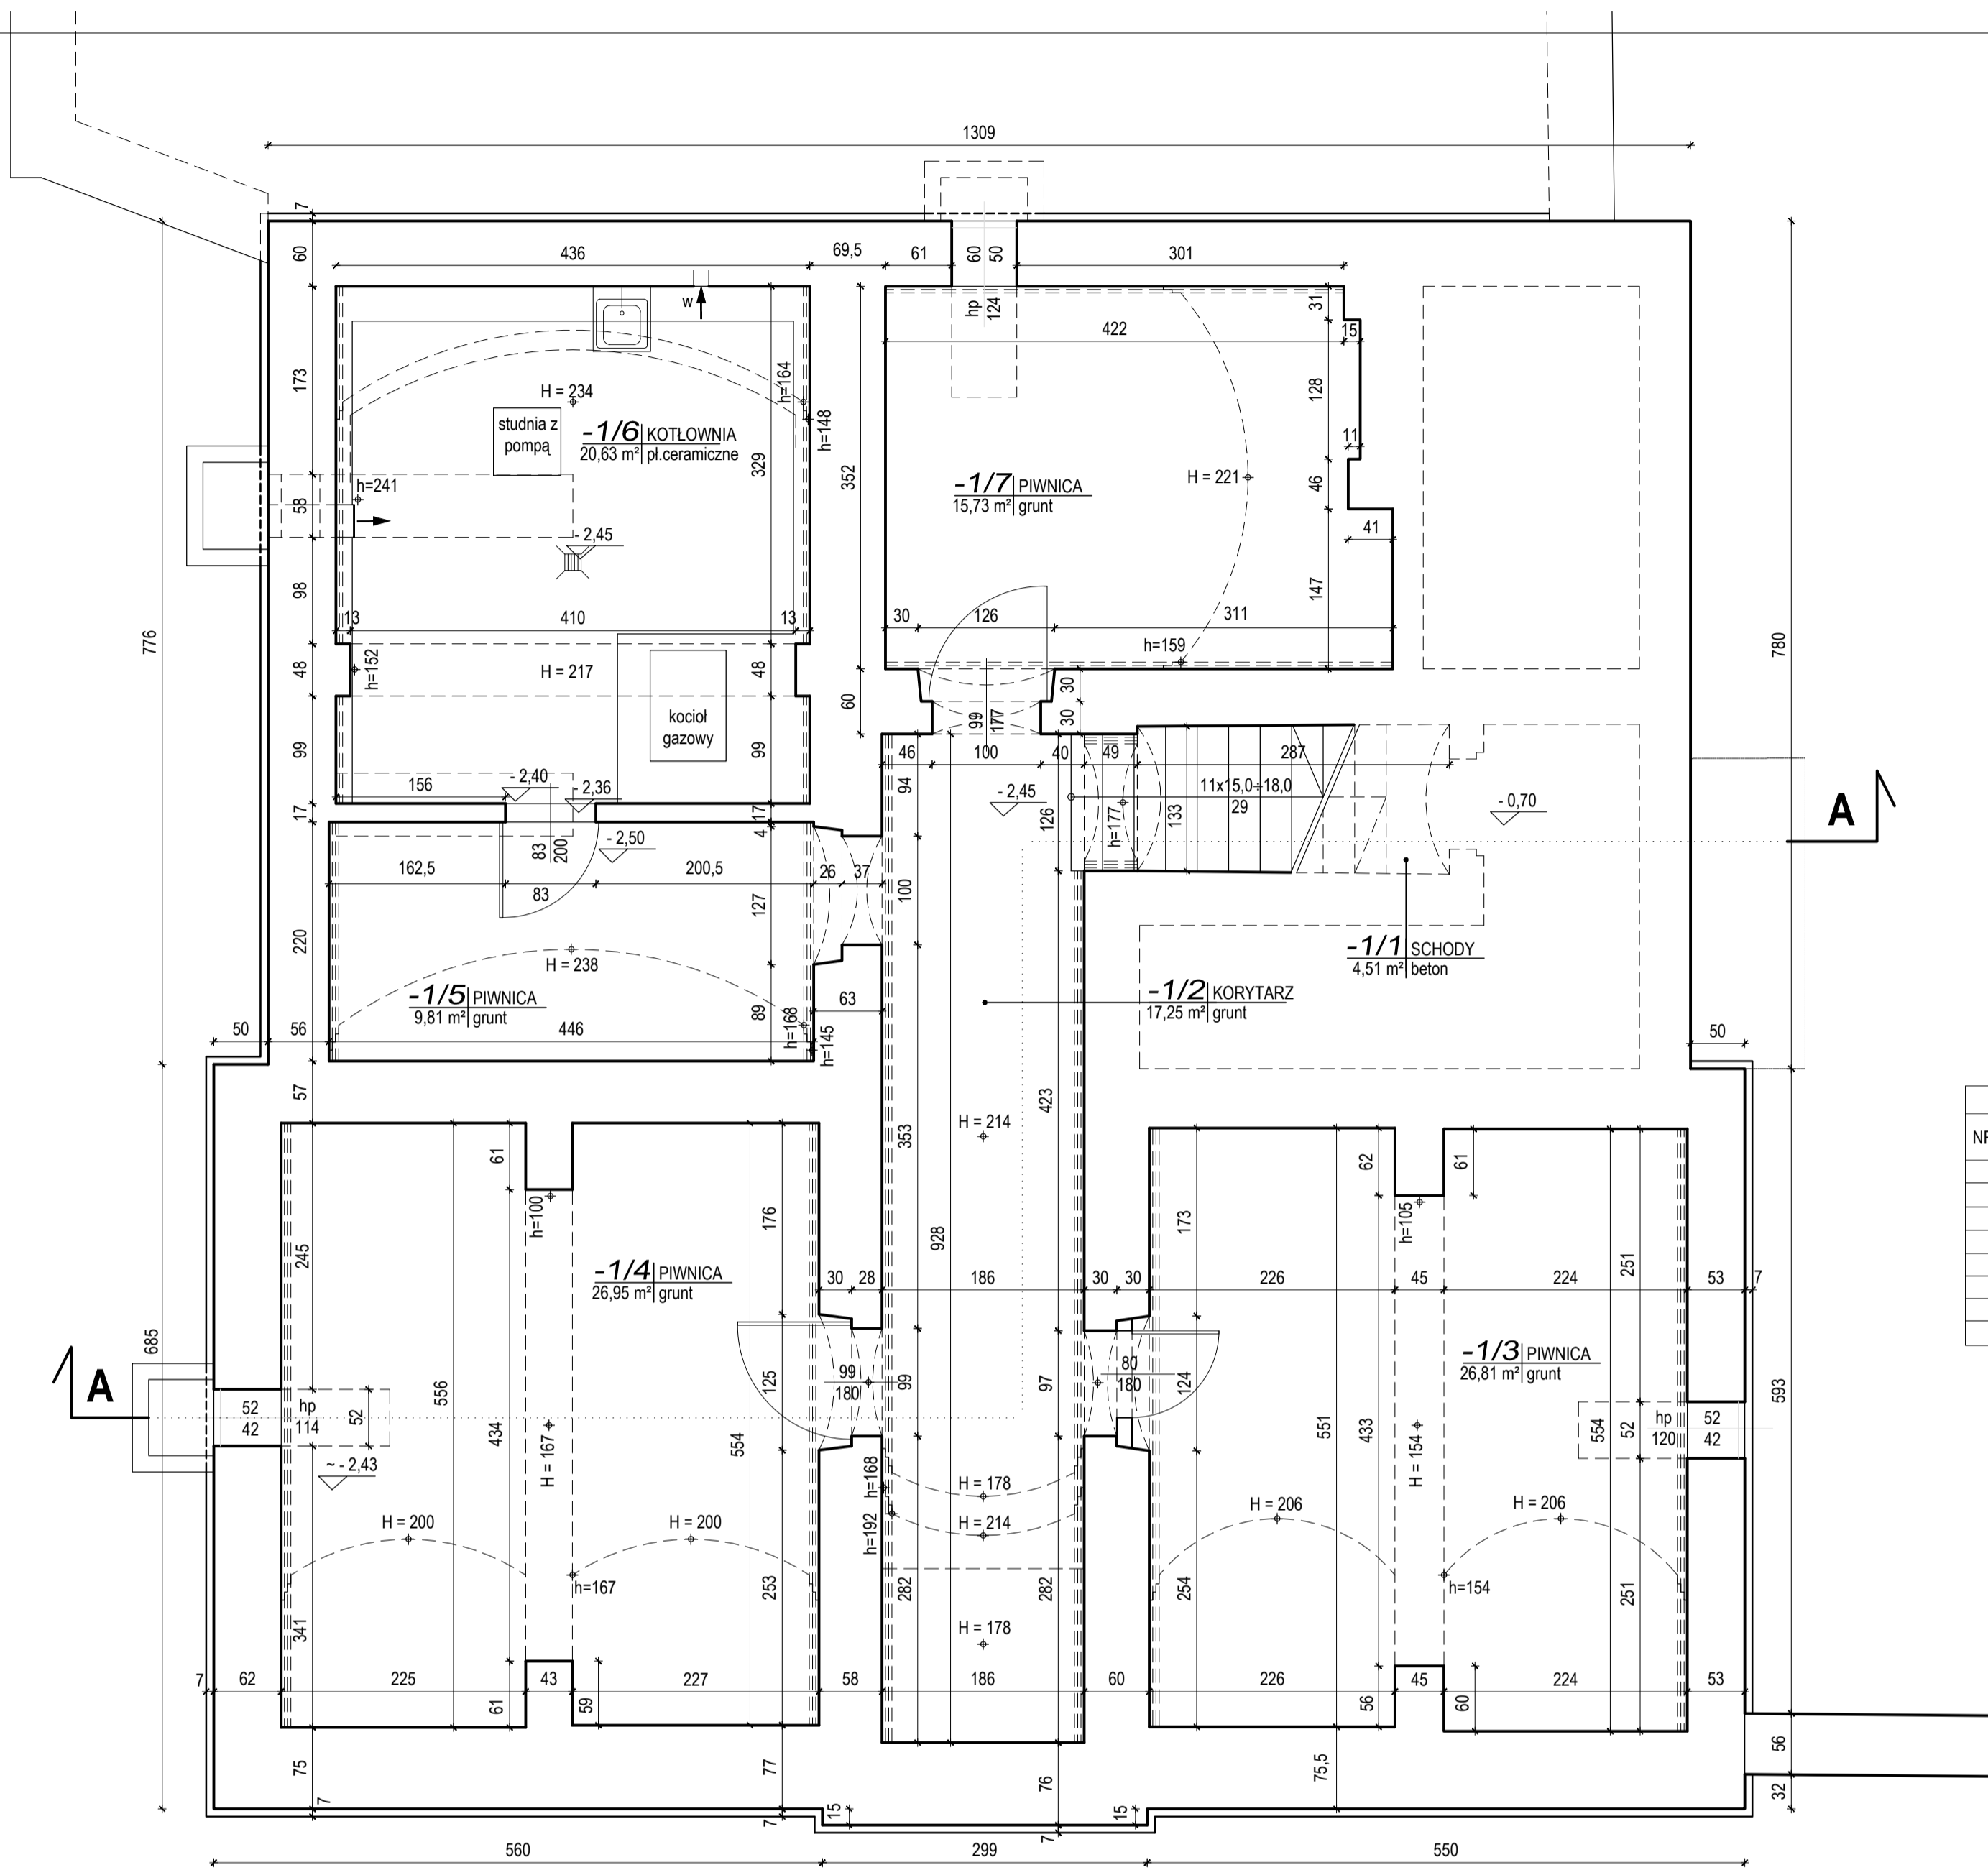 1309
7
60
436
69,5
61
60
50
301
hp
124
w
31
15
422
173
h=164
H = 234
studnia z
pompą
-1/6 KOTŁOWNIA
20,63 m² pł.ceramiczne
h=148
329
128
11
352
-1/7 PIWNICA
15,73 m² grunt
H = 221
46
h=241
58
- 2,45
41
776
98
13
410
13
147
30
126
311
780
h=159
48
h=152
H = 217
48
60
30
30
99
177
kocioł
gazowy
99
99
46
100
40
49
287
156
- 2,40
- 2,36
94
- 2,45
126
h=177
133
11x15,0÷18,0
29
- 0,70
A
17
17
4
83
200
- 2,50
162,5
83
200,5
26
37
100
127
220
H = 238
-1/5 PIWNICA
9,81 m² grunt
h=168
h=145
89
63
-1/1 SCHODY
4,51 m² beton
-1/2 KORYTARZ
17,25 m² grunt
50
56
446
50
57
H = 214
353
423
61
h=100
176
62
h=105
61
173
NR
245
928
-1/4 PIWNICA
26,95 m² grunt
30
28
186
30
30
226
45
224
251
53
7
685
A
556
434
H = 167
554
125
99
180
99
97
80
180
124
551
433
H = 154
-1/3 PIWNICA
26,81 m² grunt
593
52
42
hp
114
52
554
52
hp
120
52
42
~ - 2,43
h=168
h=192
H = 178
H = 214
H = 200
H = 200
H = 206
H = 206
h=167
253
282
282
254
h=154
251
341
H = 178
7
62
225
43
227
58
186
60
226
45
224
53
61
59
56
60
75
7
77
7
15
76
7
15
75,5
56
32
560
299
550